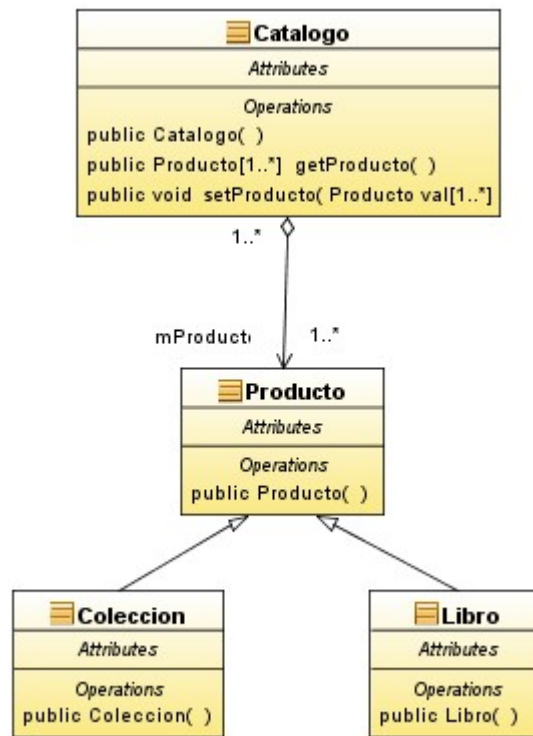 Catalogo
Attributes
Operations
public Catalogo( )
public Producto[1..*] getProducto( )
public void setProducto( Producto val[1..*]
1..*
mProducto
1..*
Producto
Attributes
Operations
public Producto( )
Coleccion
Attributes
Operations
public Coleccion( )
Libro
Attributes
Operations
public Libro( )